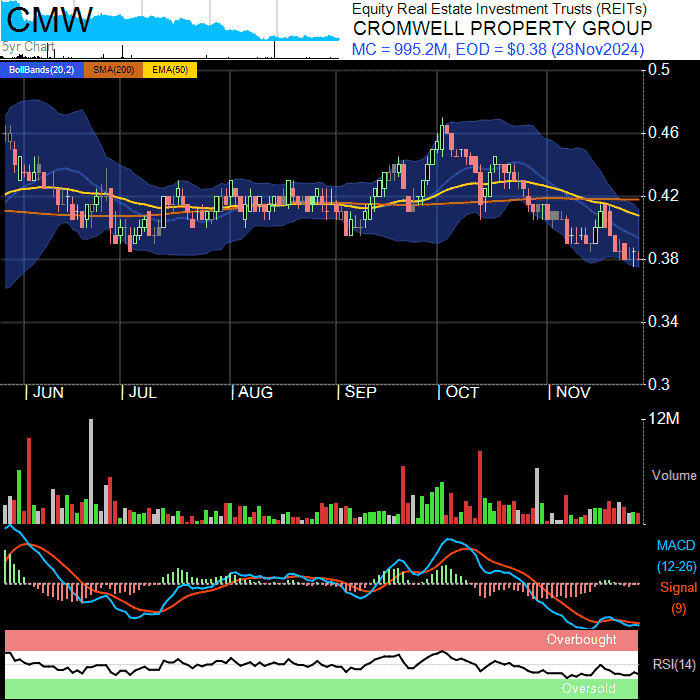 CMW
5yr Chart
Equity Real Estate Investment Trusts (REITs)
CROMWELL PROPERTY GROUP
MC = 995.2M, EOD = $0.38 (28Nov2024)
BollBands(20,2) SMA(200) EMA(50)
0.5
0.46
0.42
0.38
0.34
0.3
JUN JUL AUG SEP OCT NOV
12M
Volume
MACD
(12-26)
Signal
(9)
Overbought
RSI(14)
Oversold